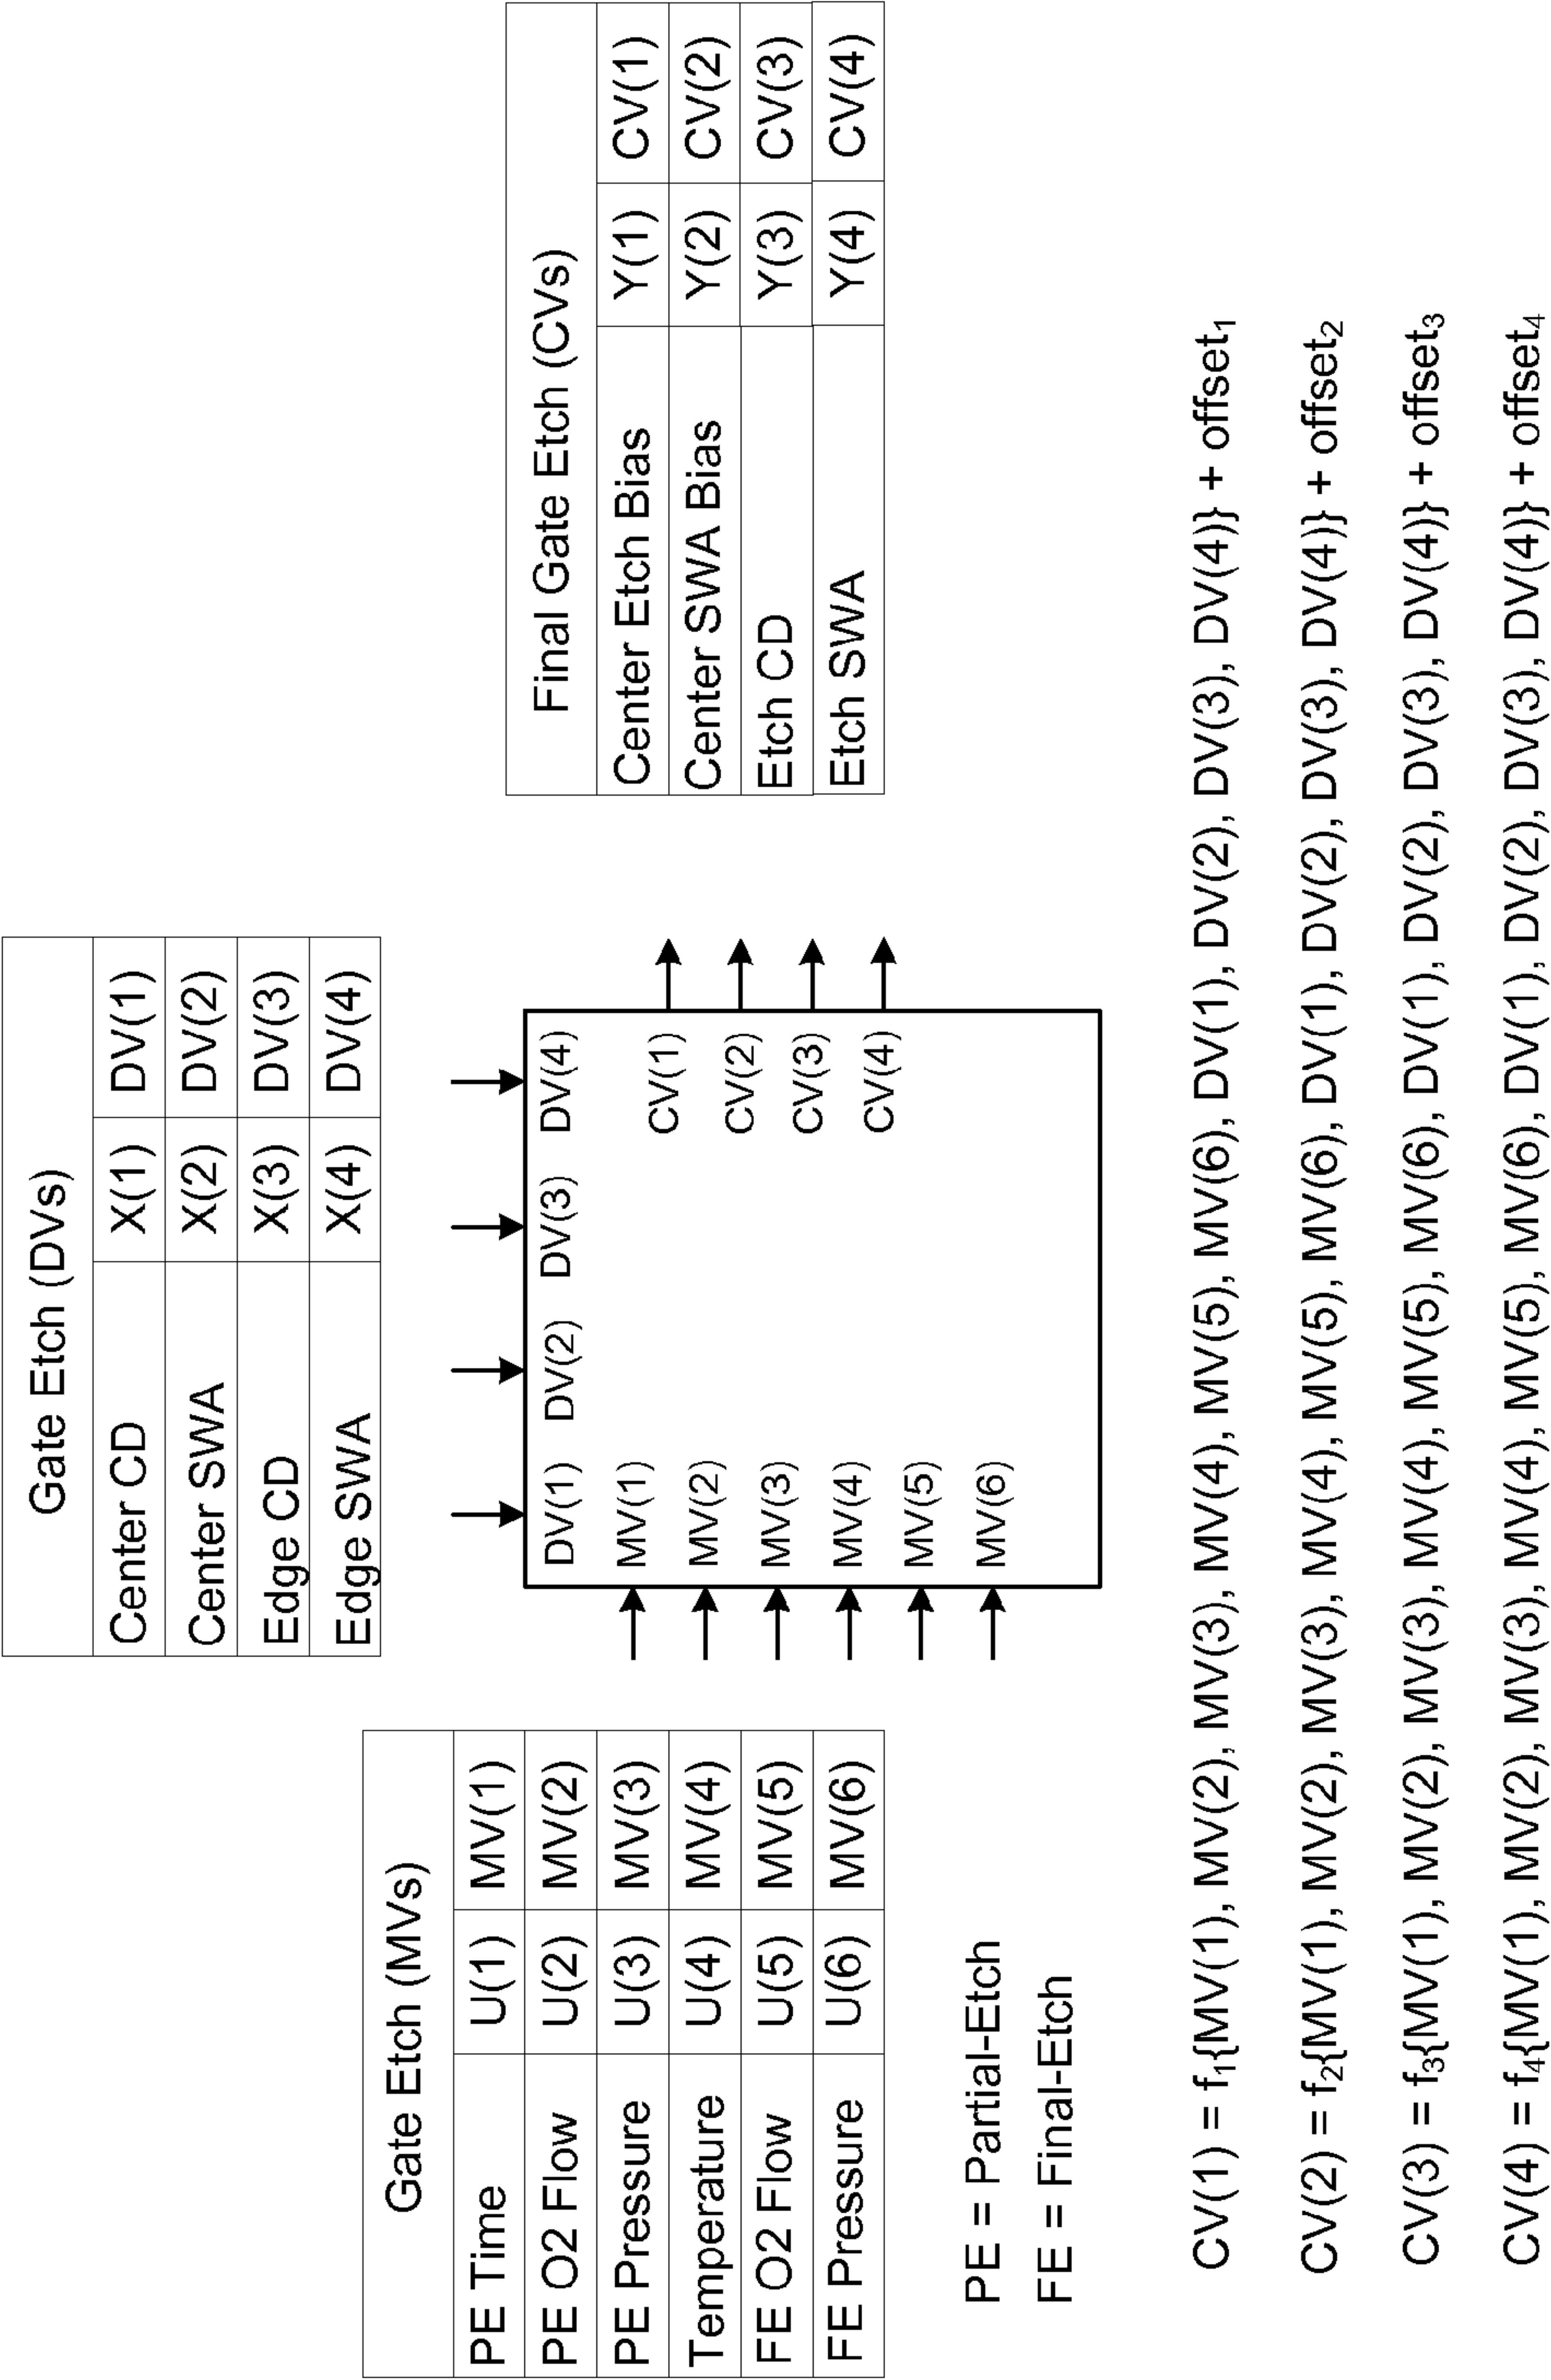 Gate Etch (DVs)
Center CD X(1) DV(1)
Center SWA X(2) DV(2)
Edge CD X(3) DV(3)
Edge SWA X(4) DV(4)
Gate Etch (MVs)
PE Time U(1) MV(1)
PE O2 Flow U(2) MV(2)
PE Pressure U(3) MV(3)
Temperature U(4) MV(4)
FE O2 Flow U(5) MV(5)
FE Pressure U(6) MV(6)
PE = Partial-Etch
FE = Final-Etch
DV(1) DV(2) DV(3) DV(4)
MV(1)
MV(2)
MV(3)
MV(4)
MV(5)
MV(6)
CV(1)
CV(2)
CV(3)
CV(4)
Final Gate Etch (CVs)
Center Etch Bias Y(1) CV(1)
Center SWA Bias Y(2) CV(2)
Etch CD Y(3) CV(3)
Etch SWA Y(4) CV(4)
CV(1) = f₁{MV(1), MV(2), MV(3), MV(4), MV(5), MV(6), DV(1), DV(2), DV(3), DV(4)} + offset₁
CV(2) = f₂{MV(1), MV(2), MV(3), MV(4), MV(5), MV(6), DV(1), DV(2), DV(3), DV(4)} + offset₂
CV(3) = f₃{MV(1), MV(2), MV(3), MV(4), MV(5), MV(6), DV(1), DV(2), DV(3), DV(4)} + offset₃
CV(4) = f₄{MV(1), MV(2), MV(3), MV(4), MV(5), MV(6), DV(1), DV(2), DV(3), DV(4)} + offset₄